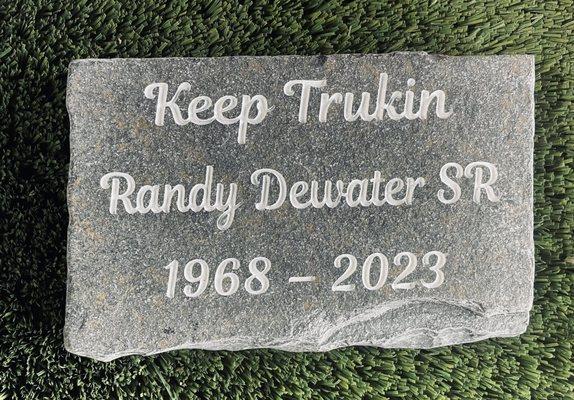 Keep Trukin
Randy Dewater SR
1968 – 2023